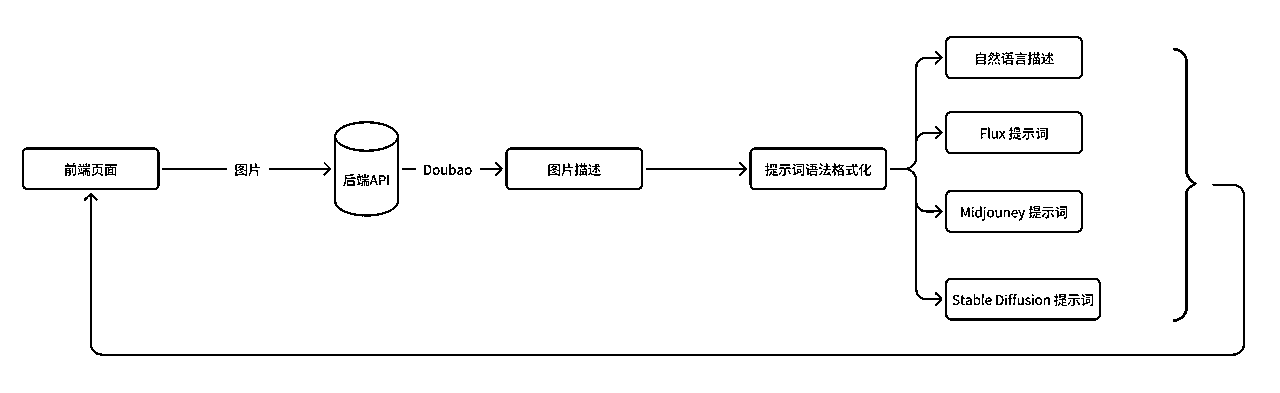 前端页面
图片
后端API
Doubao
图片描述
提示词语法格式化
自然语言描述
Flux 提示词
Midjouney 提示词
Stable Diffusion 提示词